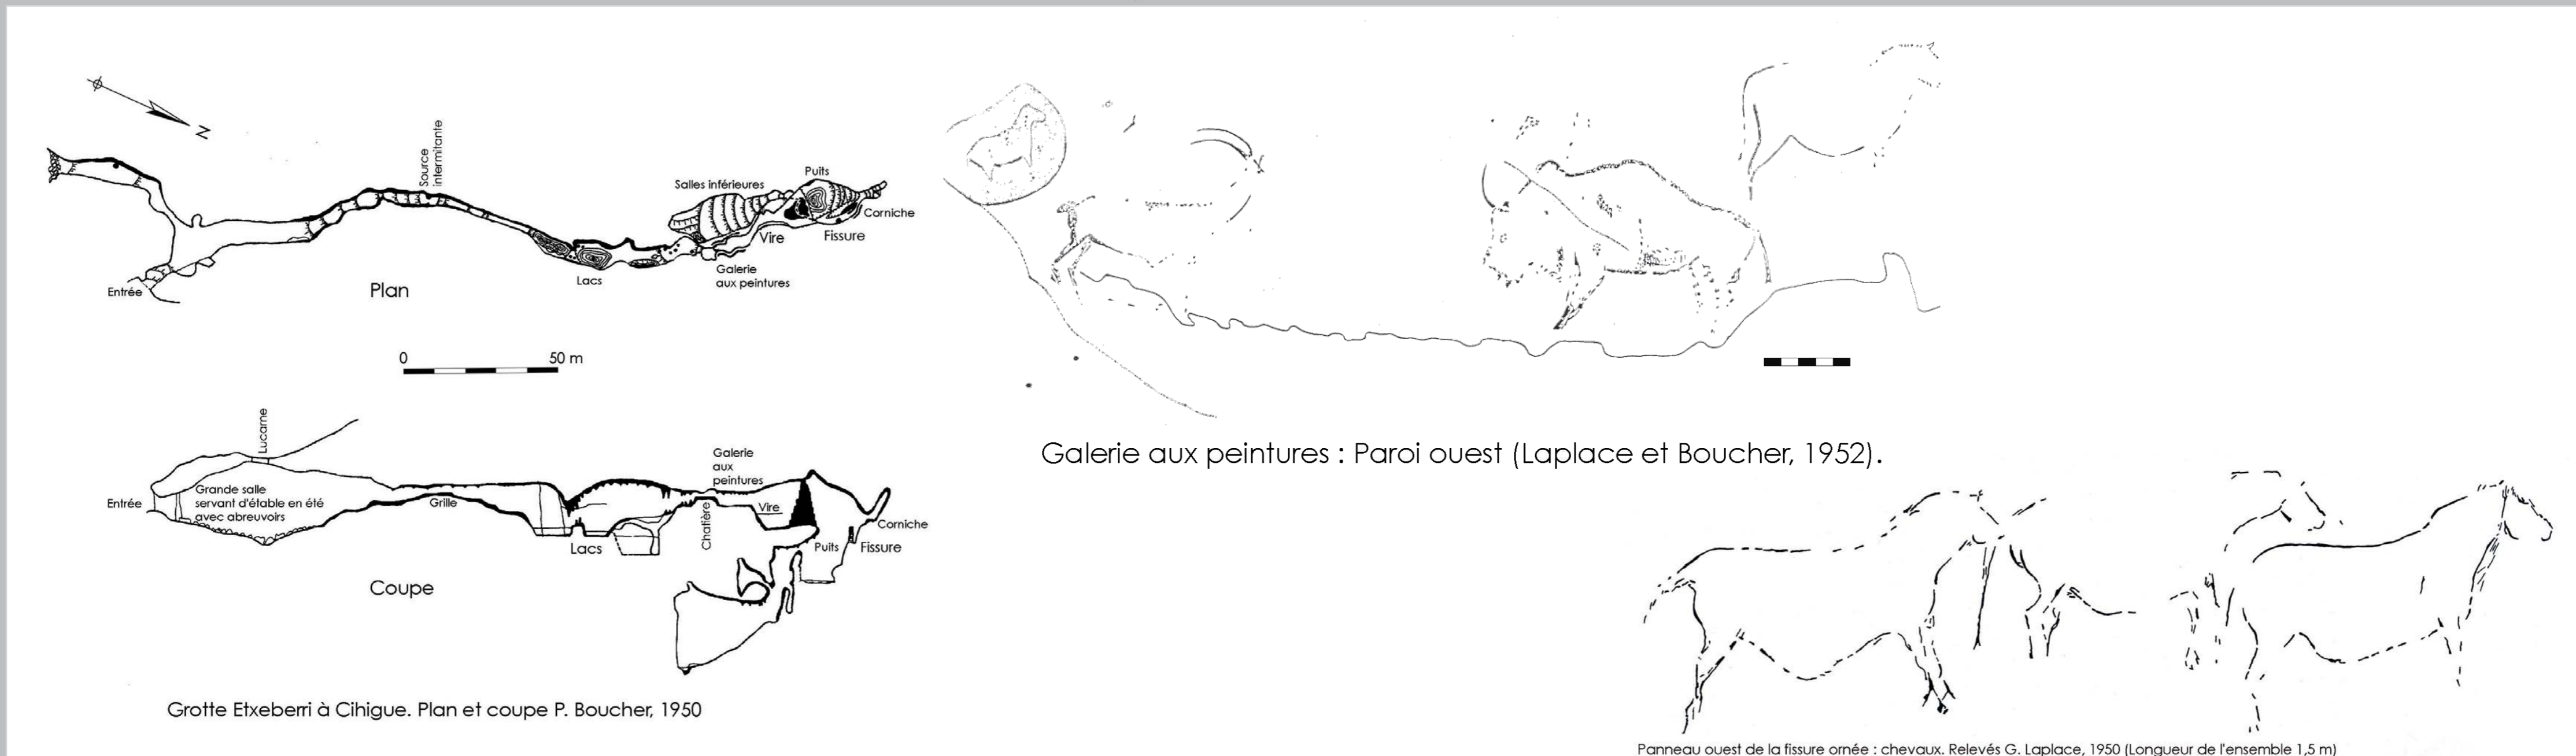 N
Source
intermitante
Salles inférieures
Puits
Corniche
Vire
Fissure
Galerie
aux peintures
Lacs
Entrée
Plan
0 50 m
Lucarne
Galerie
aux
peintures
Entrée
Grande salle
servant d'étable en été
avec abreuvoirs
Grille
Chatière
Vire
Corniche
Lacs
Puits
Fissure
Coupe
Grotte Etxeberri à Cihigue. Plan et coupe P. Boucher, 1950
Galerie aux peintures : Paroi ouest (Laplace et Boucher, 1952).
Panneau ouest de la fissure ornée : chevaux. Relevés G. Laplace, 1950 (Longueur de l'ensemble 1,5 m)